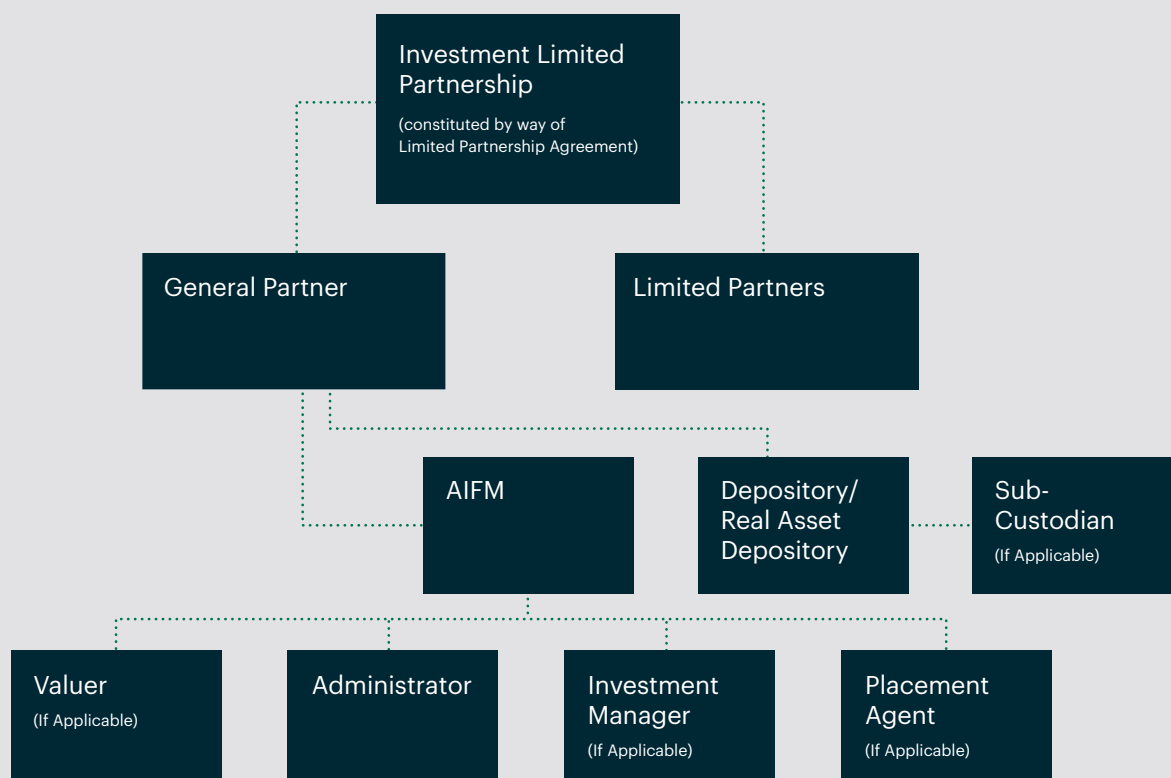 Investment Limited
Partnership
(constituted by way of
Limited Partnership Agreement)
General Partner
Limited Partners
AIFM
Depository/
Real Asset
Depository
Sub-
Custodian
(If Applicable)
Valuer
(If Applicable)
Administrator
Investment
Manager
(If Applicable)
Placement
Agent
(If Applicable)